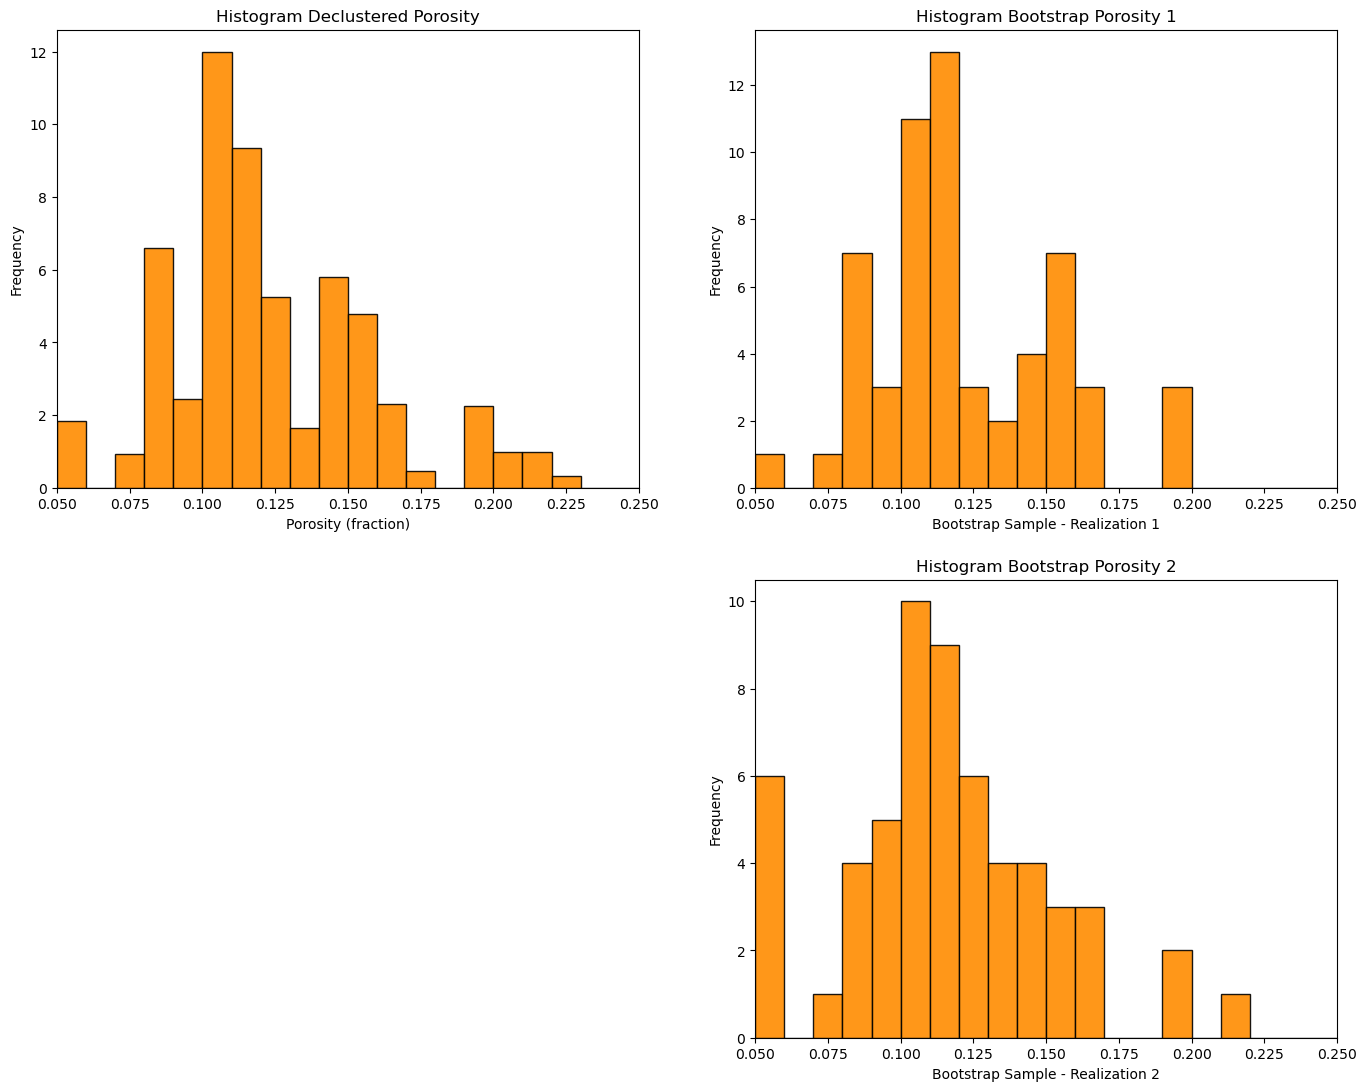 Histogram Declustered Porosity
12
10
8
6
4
2
0
Frequency
0.050 0.075 0.100 0.125 0.150 0.175 0.200 0.225 0.250
Porosity (fraction)
Histogram Bootstrap Porosity 1
12
10
8
6
4
2
0
Frequency
0.050 0.075 0.100 0.125 0.150 0.175 0.200 0.225 0.250
Bootstrap Sample - Realization 1
Histogram Bootstrap Porosity 2
10
8
6
4
2
0
Frequency
0.050 0.075 0.100 0.125 0.150 0.175 0.200 0.225 0.250
Bootstrap Sample - Realization 2